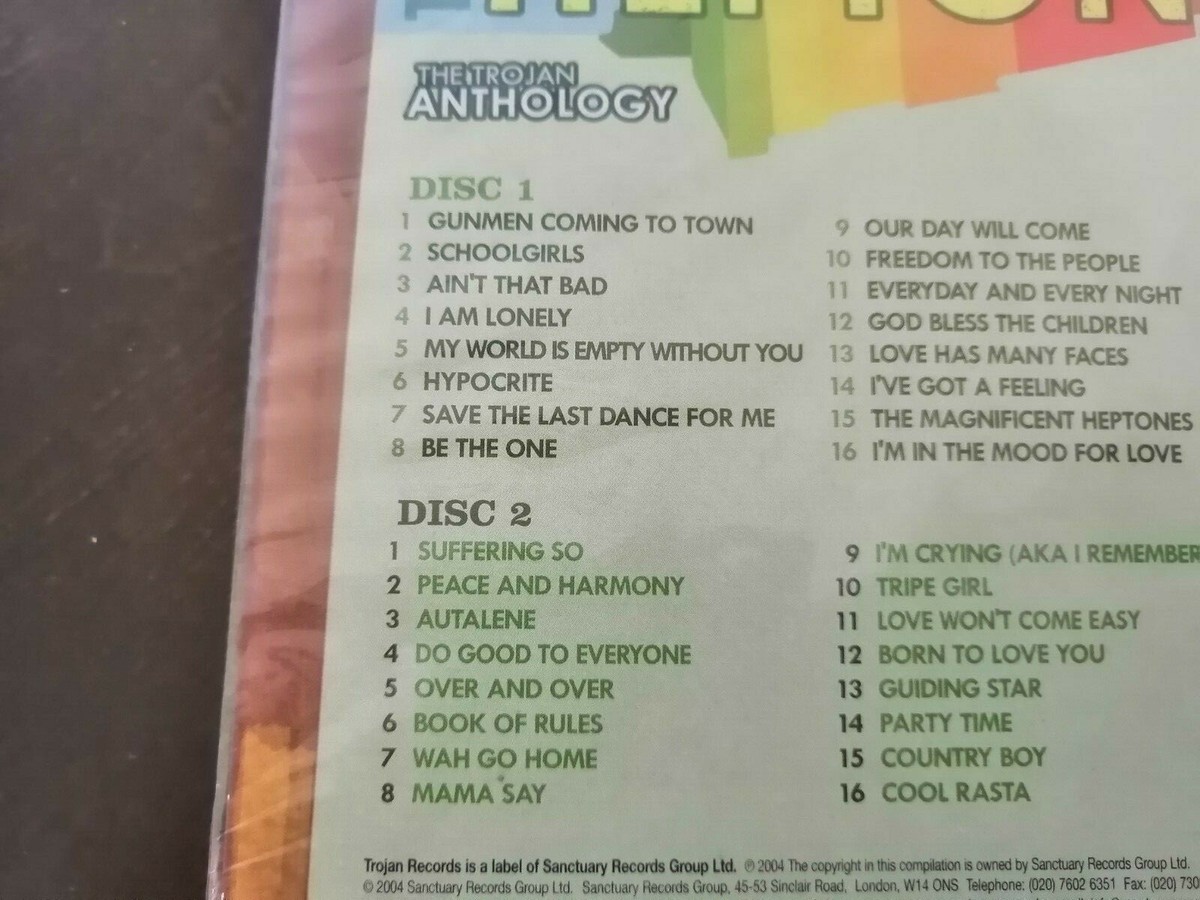 THE TROJAN
ANTHOLOGY
DISC 1
1 GUNMEN COMING TO TOWN
2 SCHOOLGIRLS
3 AIN'T THAT BAD
4 I AM LONELY
5 MY WORLD IS EMPTY WITHOUT YOU
6 HYPOCRITE
7 SAVE THE LAST DANCE FOR ME
8 BE THE ONE
9 OUR DAY WILL COME
10 FREEDOM TO THE PEOPLE
11 EVERYDAY AND EVERY NIGHT
12 GOD BLESS THE CHILDREN
13 LOVE HAS MANY FACES
14 I'VE GOT A FEELING
15 THE MAGNIFICENT HEPTONES
16 I'M IN THE MOOD FOR LOVE
DISC 2
1 SUFFERING SO
2 PEACE AND HARMONY
3 AUTALENE
4 DO GOOD TO EVERYONE
5 OVER AND OVER
6 BOOK OF RULES
7 WAH GO HOME
8 MAMA SAY
9 I'M CRYING (AKA I REMEMBER
10 TRIPE GIRL
11 LOVE WON'T COME EASY
12 BORN TO LOVE YOU
13 GUIDING STAR
14 PARTY TIME
15 COUNTRY BOY
16 COOL RASTA
Trojan Records is a label of Sanctuary Records Group Ltd. ℗ 2004 The copyright in this compilation is owned by Sanctuary Records Group Ltd.
© 2004 Sanctuary Records Group Ltd. Sanctuary Records Group, 45-53 Sinclair Road, London, W14 ONS Telephone: (020) 7602 6351 Fax: (020) 730